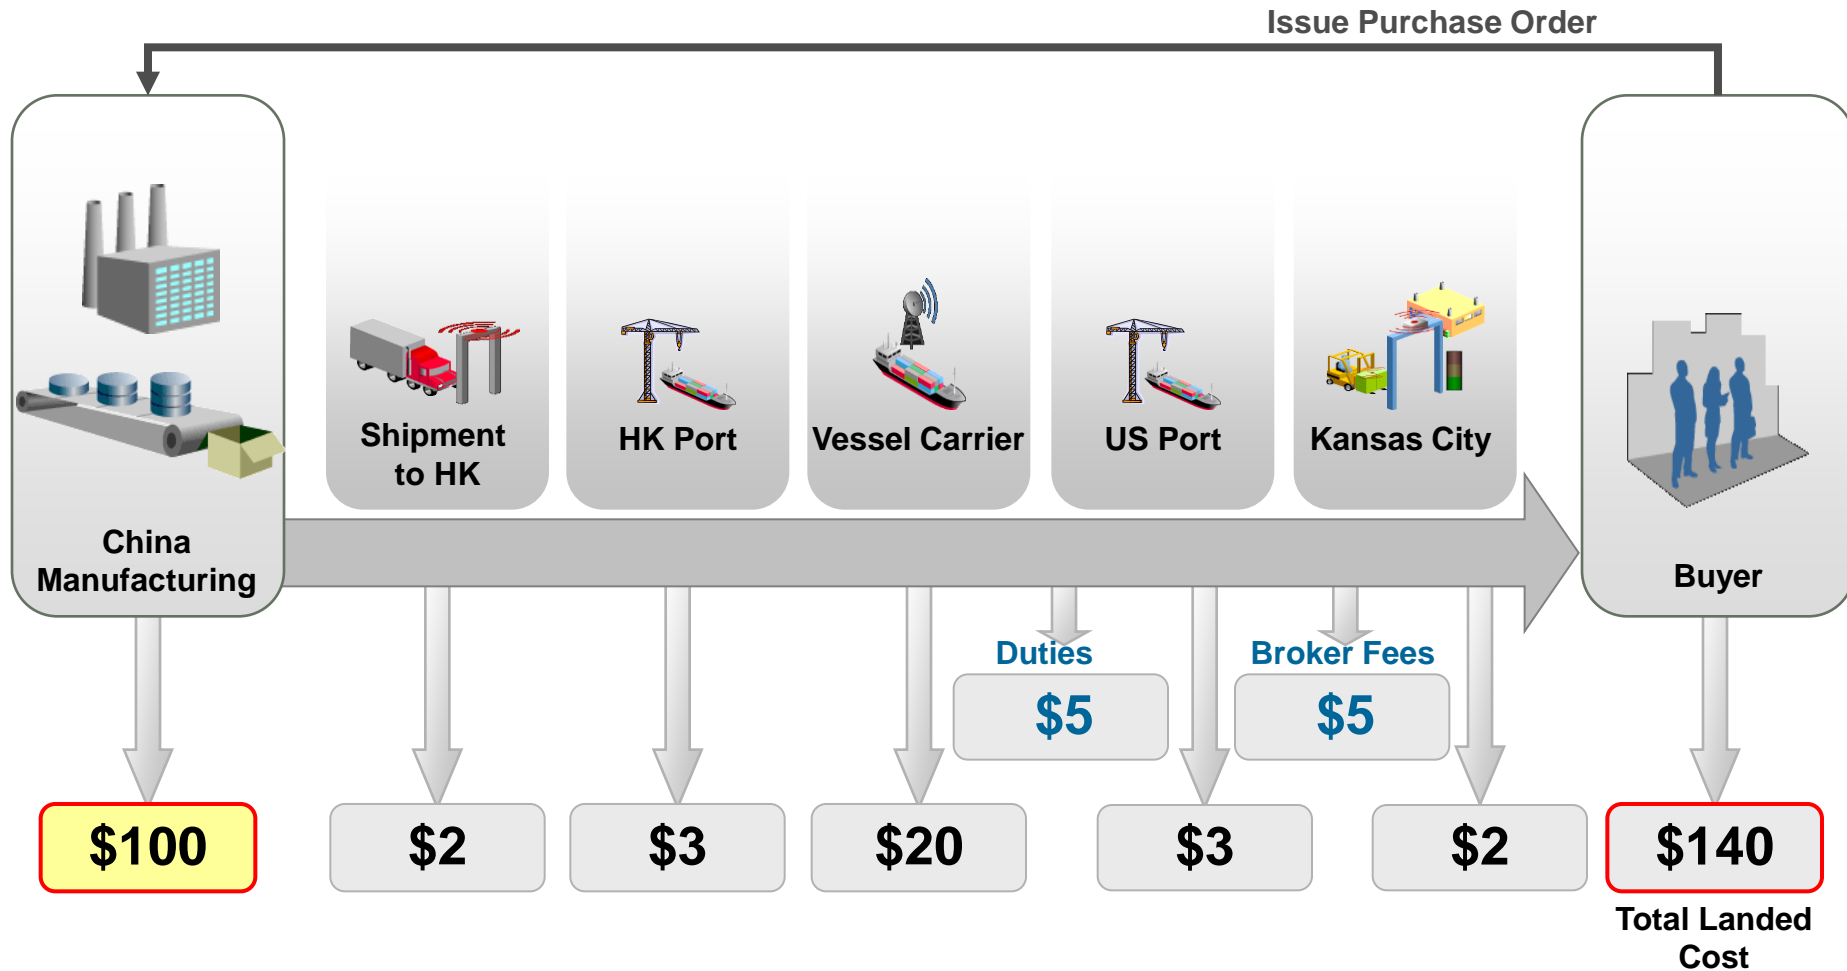 Issue Purchase Order
Shipment
to HK
HK Port
Vessel Carrier
US Port
Kansas City
China
Manufacturing
Buyer
Duties
$5
Broker Fees
$5
$100
$2
$3
$20
$3
$2
$140
Total Landed
Cost